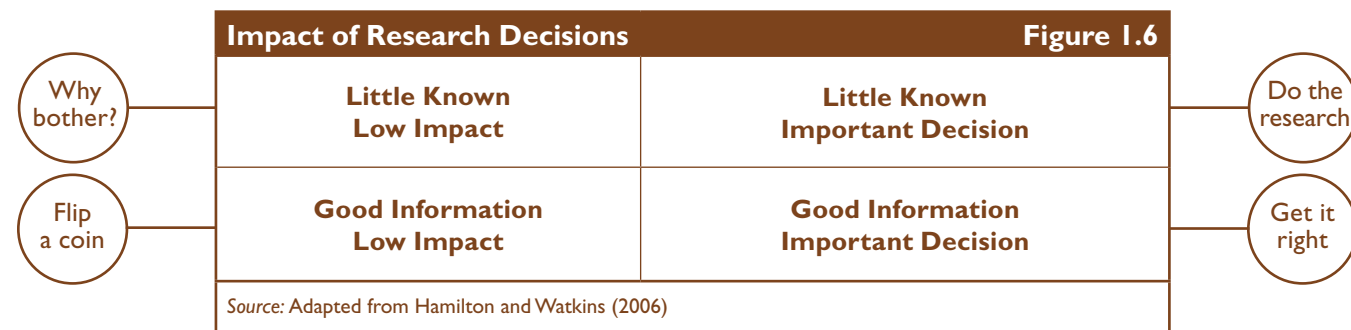 Impact of Research Decisions Figure 1.6
Why
bother?
Little Known
Low Impact
Little Known
Important Decision
Do the
research
Flip
a coin
Good Information
Low Impact
Good Information
Important Decision
Get it
right
Source: Adapted from Hamilton and Watkins (2006)